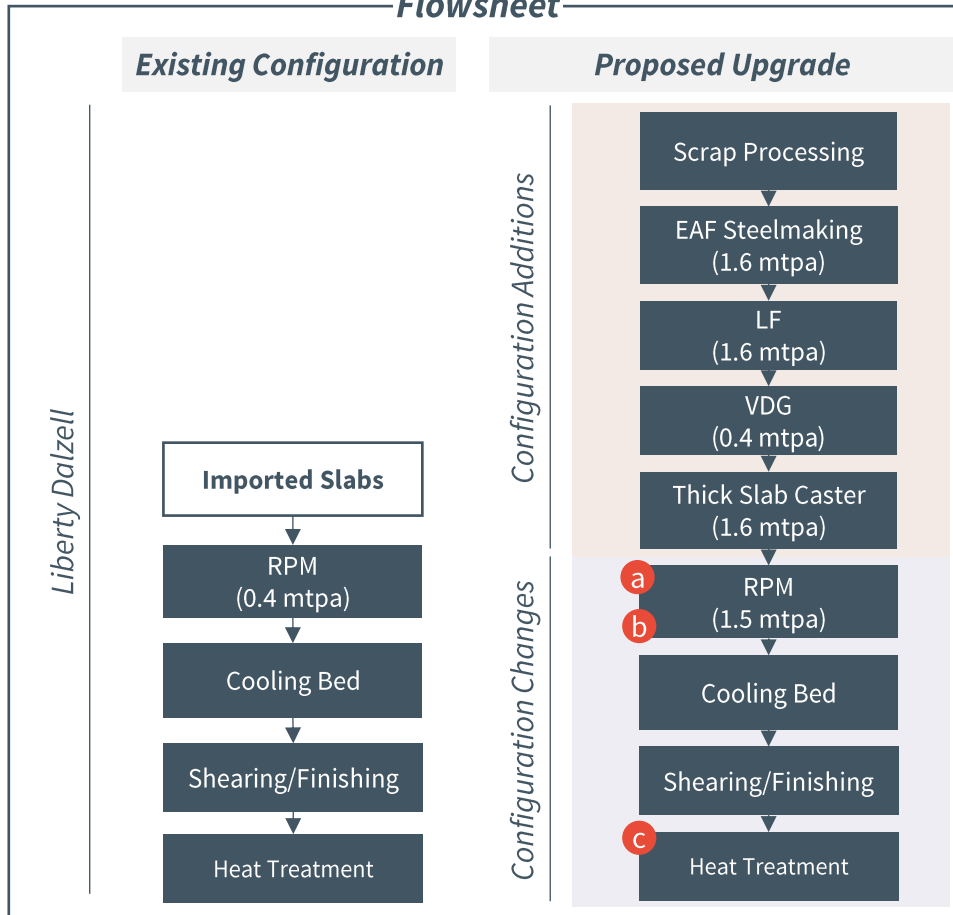 Flowsheet
Existing Configuration
Liberty Dalzell
Imported Slabs
RPM
(0.4 mtpa)
Cooling Bed
Shearing/Finishing
Heat Treatment
Proposed Upgrade
Configuration Additions
Scrap Processing
EAF Steelmaking
(1.6 mtpa)
LF
(1.6 mtpa)
VDG
(0.4 mtpa)
Thick Slab Caster
(1.6 mtpa)
Configuration Changes
a
b
RPM
(1.5 mtpa)
Cooling Bed
Shearing/Finishing
c
Heat Treatment